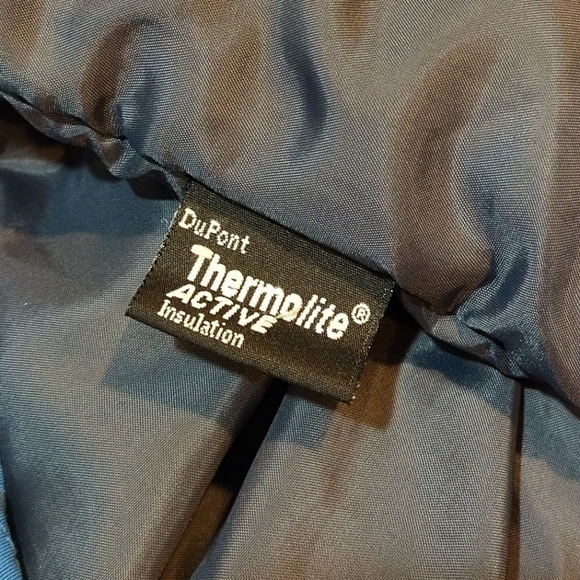 DuPont
Thermolite®
ACTIVE
Insulation